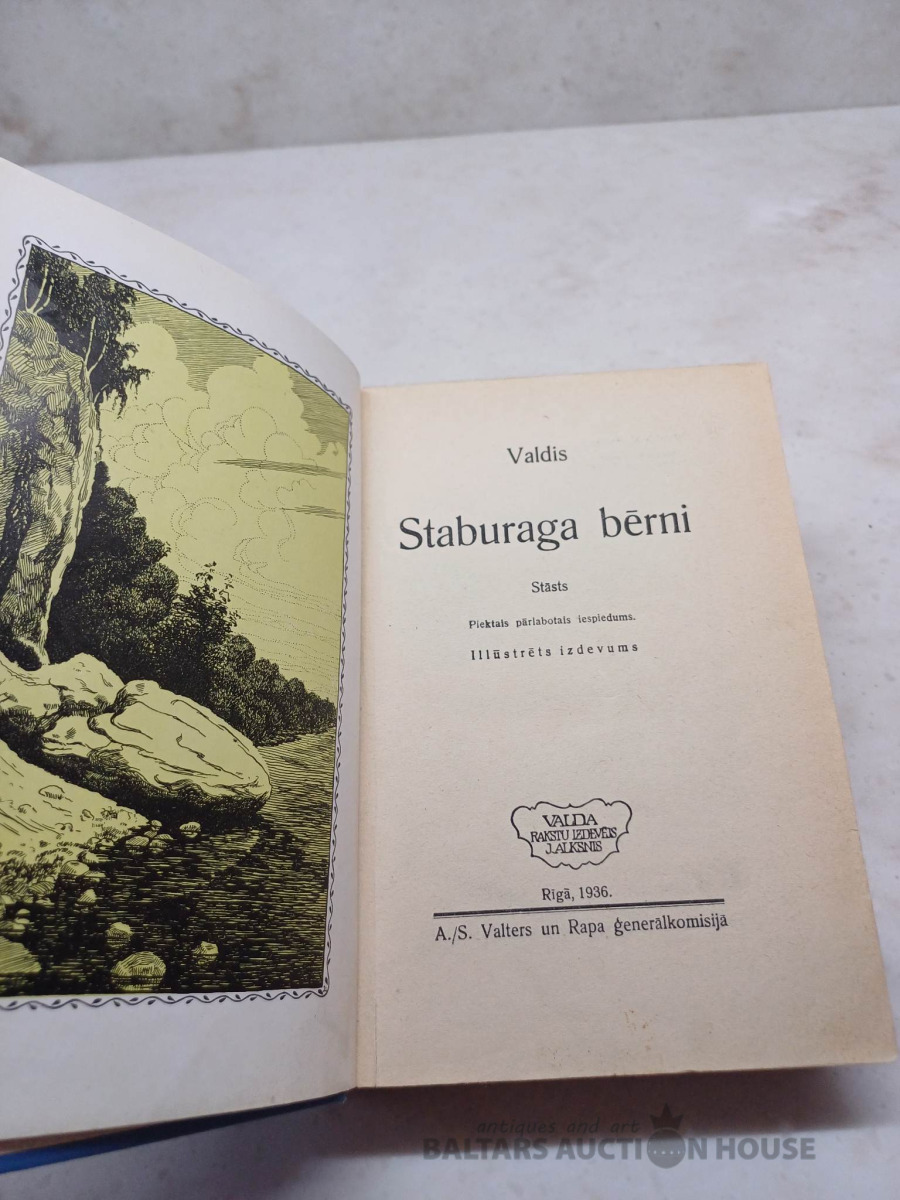 Valdis
Staburaga bērni
Stāsts
Piektais pārlabotais iespiedums.
Illūstrēts izdevums
VALDA
RAKSTU IZDEVĒJS
J. ALKSNIS
Rīgā, 1936.
A./S. Valters un Rapa ģenerālkomisijā
antiques and art
BALTARS AUCTION HOUSE